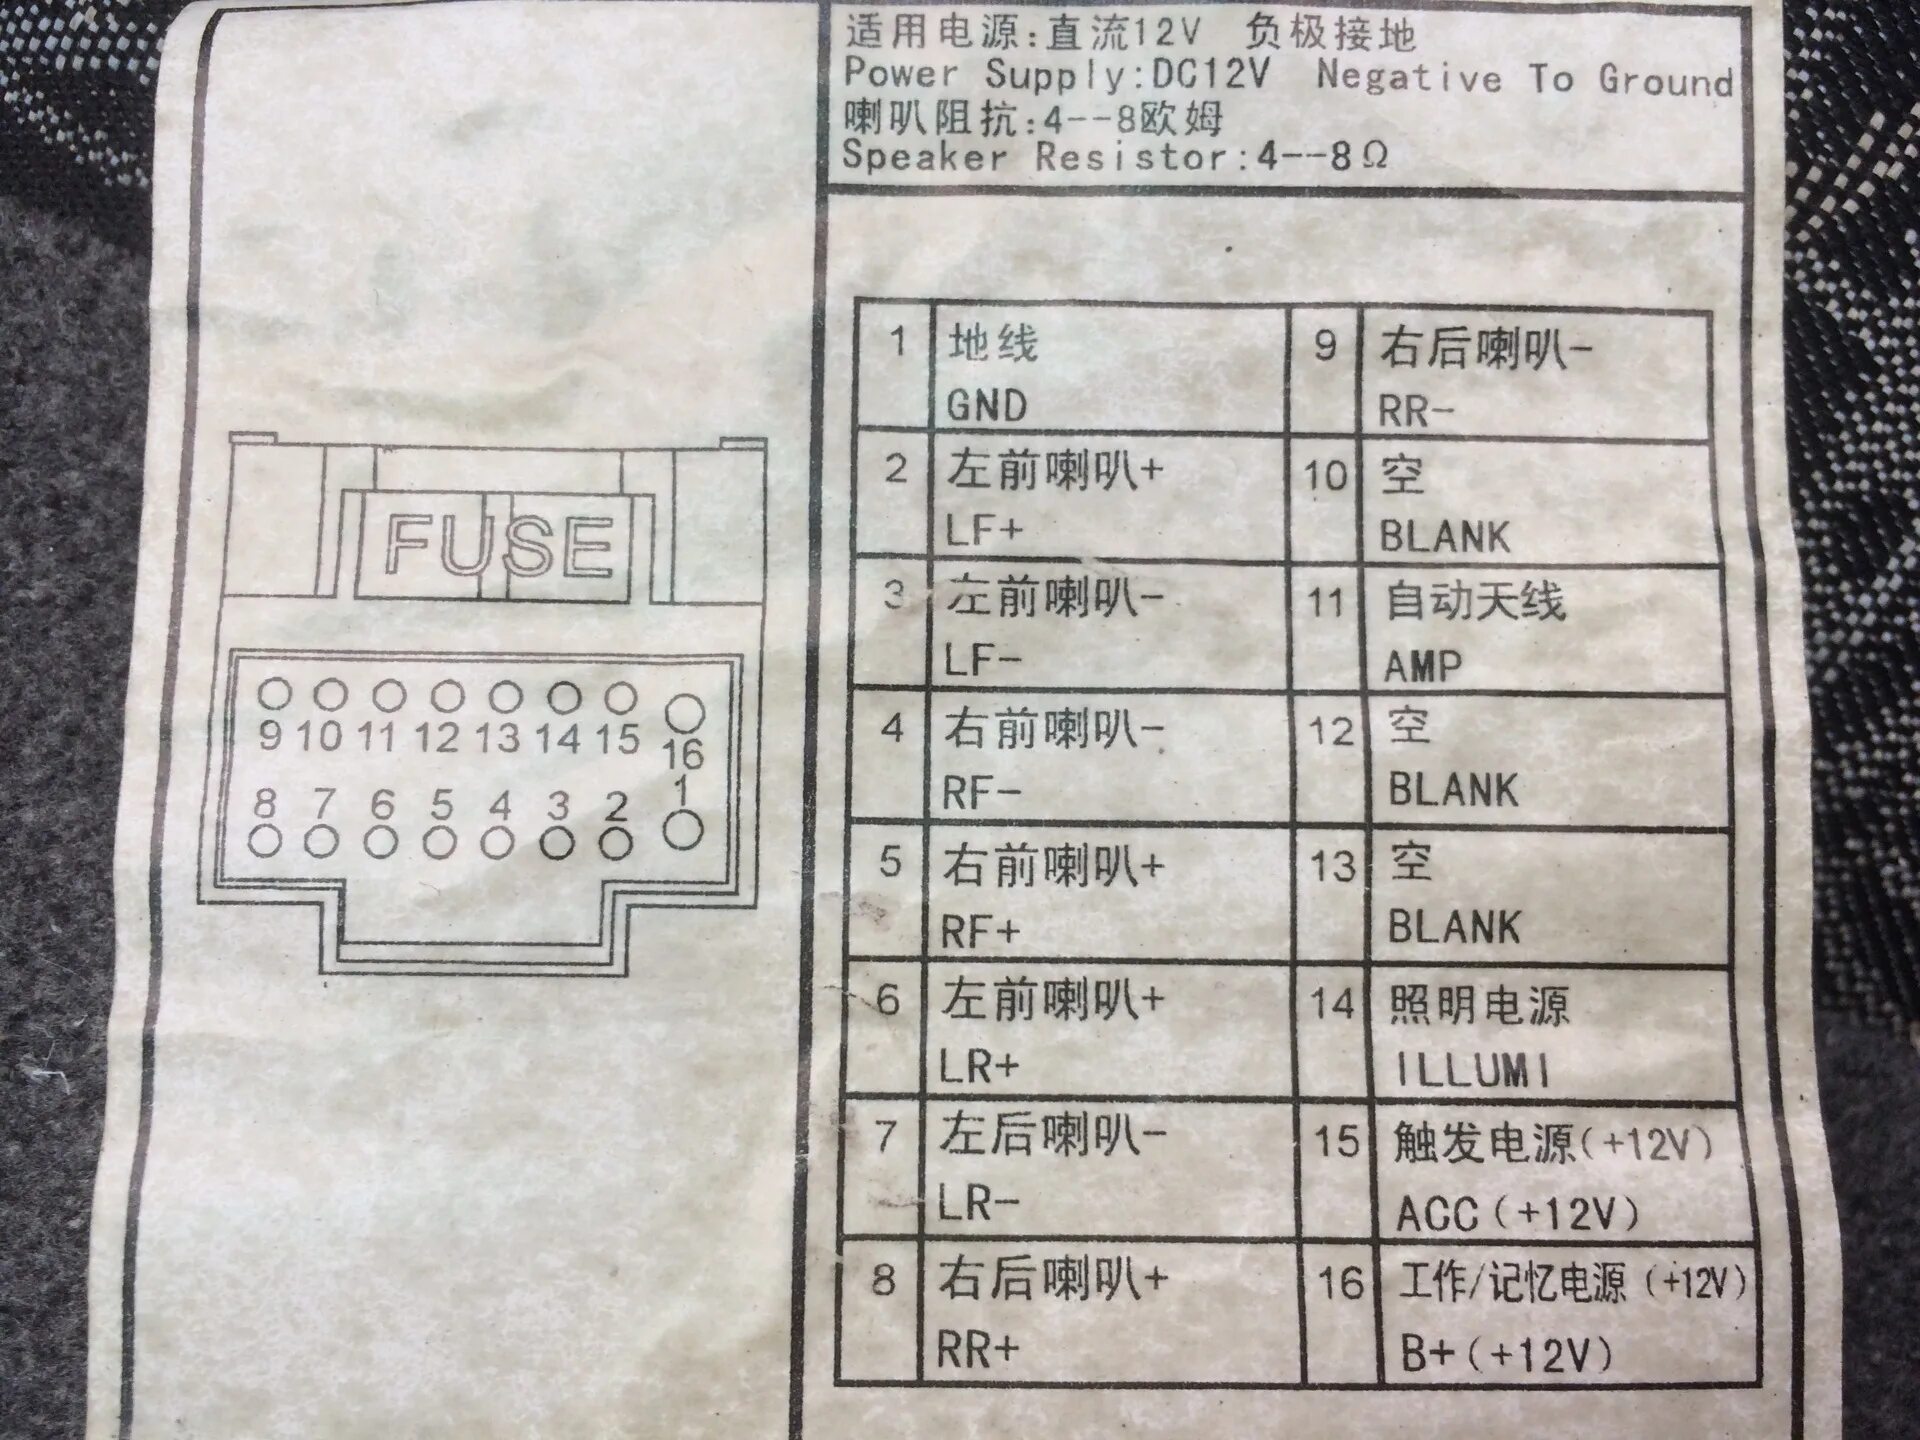 适用电源:直流12V 负极接地
Power Supply:DC12V Negative To Ground
喇叭阻抗:4--8欧姆
Speaker Resistor:4--8Ω
FUSE
9 10 11 12 13 14 15 16
8 7 6 5 4 3 2 1
1 地线 9 右后喇叭-
GND RR-
2 左前喇叭+ 10 空
LF+ BLANK
3 左前喇叭- 11 自动天线
LF- AMP
4 右前喇叭- 12 空
RF- BLANK
5 右前喇叭+ 13 空
RF+ BLANK
6 左前喇叭+ 14 照明电源
LR+ ILLUMI
7 左后喇叭- 15 触发电源(+12V)
LR- ACC(+12V)
8 右后喇叭+ 16 工作/记忆电源(+12V)
RR+ B+(+12V)